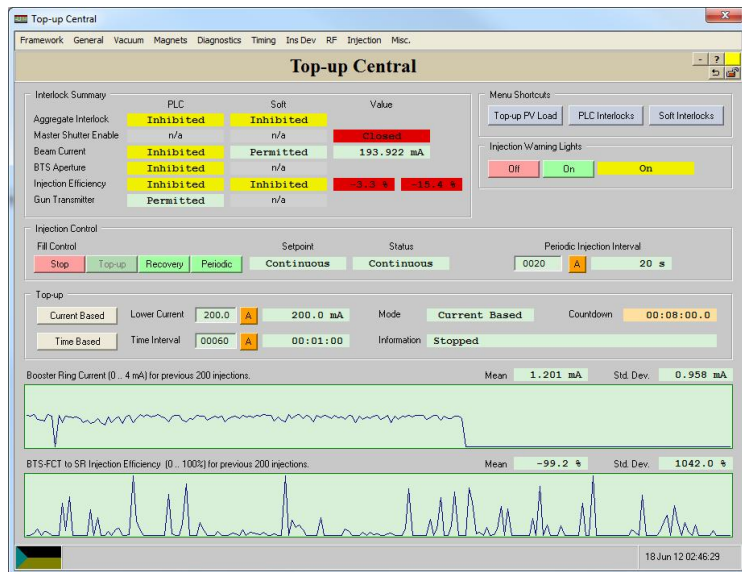 Top-up Central
Framework General Vacuum Magnets Diagnostics Timing Ins Dev RF Injection Misc.
Top-up Central
- ?
Interlock Summary
PLC Soft Value
Aggregate Interlock Inhibited Inhibited
Master Shutter Enable n/a n/a Closed
Beam Current Inhibited Permitted 193.922 mA
BTS Aperture Inhibited n/a
Injection Efficiency Inhibited Inhibited -3.3 % -15.4 %
Gun Transmitter Permitted n/a
Menu Shortcuts
Top-up PV Load PLC Interlocks Soft Interlocks
Injection Warning Lights
Off On On
Injection Control
Fill Control Setpoint Status Periodic Injection Interval
Stop Top-up Recovery Periodic Continuous Continuous 0020 A 20 s
Top-up
Current Based Lower Current 200.0 A 200.0 mA Mode Current Based Countdown 00:08:00.0
Time Based Time Interval 00060 A 00:01:00 Information Stopped
Booster Ring Current (0 .. 4 mA) for previous 200 injections. Mean 1.201 mA Std. Dev. 0.958 mA
BTS-FCT to SR Injection Efficiency (0 .. 100%) for previous 200 injections. Mean -99.2 % Std. Dev. 1042.0 %
18 Jun 12 02:46:29